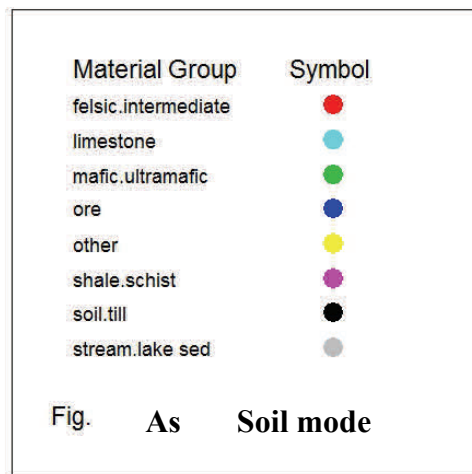 Material Group Symbol
felsic.intermediate
limestone
mafic.ultramafic
ore
other
shale.schist
soil.till
stream.lake sed
Fig. As Soil mode